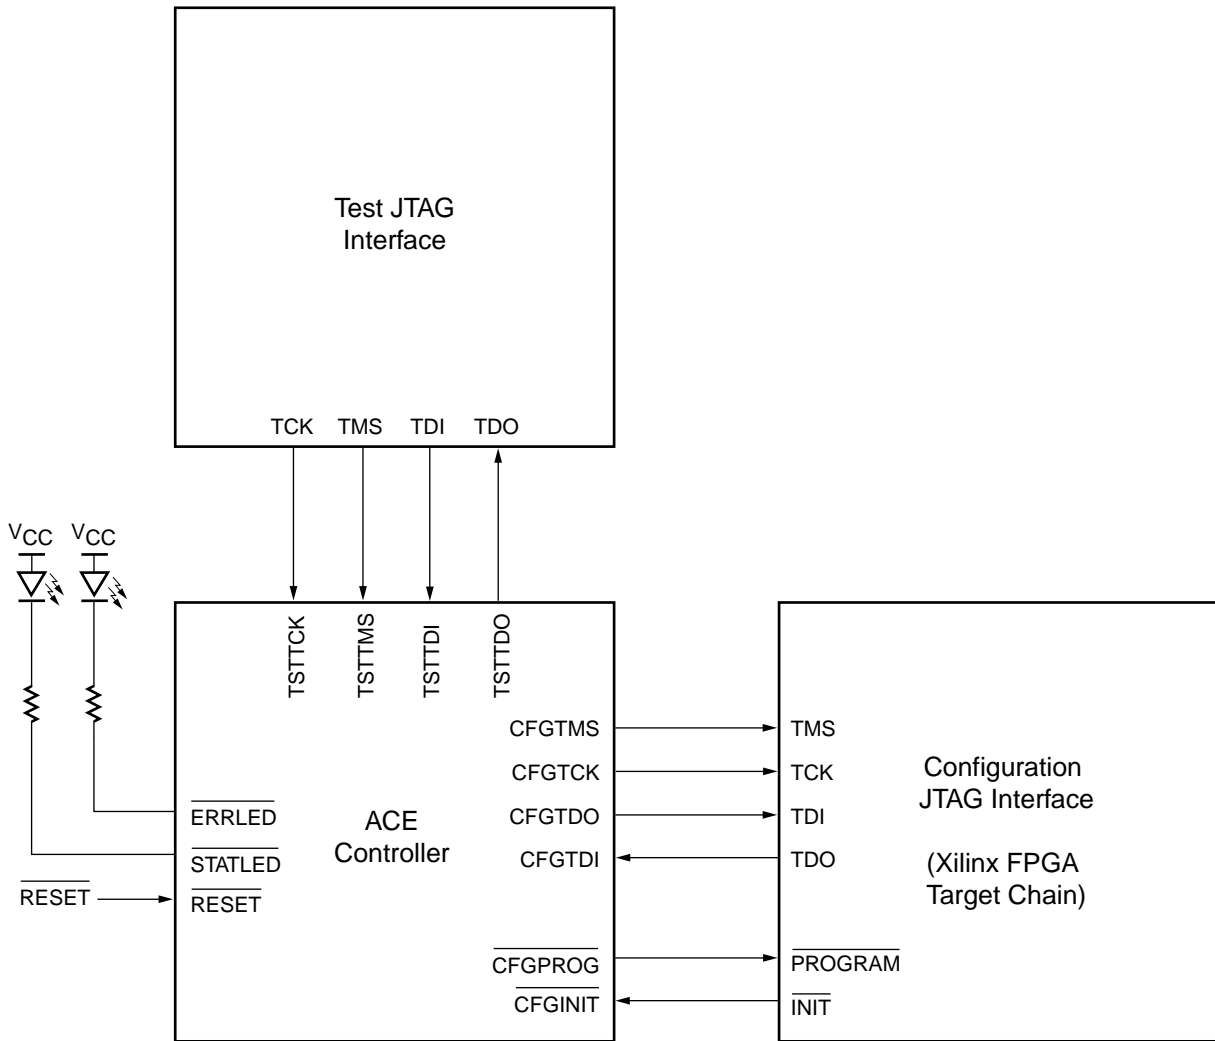 Test JTAG
Interface
TCK TMS TDI TDO
VCC VCC
TSTTCK
TSTTMS
TSTTDI
TSTTDO
CFGTMS
CFGTCK
CFGTDO
CFGTDI
CFGPROG
CFGINIT
ERRLED
STATLED
RESET
RESET
ACE
Controller
TMS
TCK
TDI
TDO
PROGRAM
INIT
Configuration
JTAG Interface
(Xilinx FPGA
Target Chain)